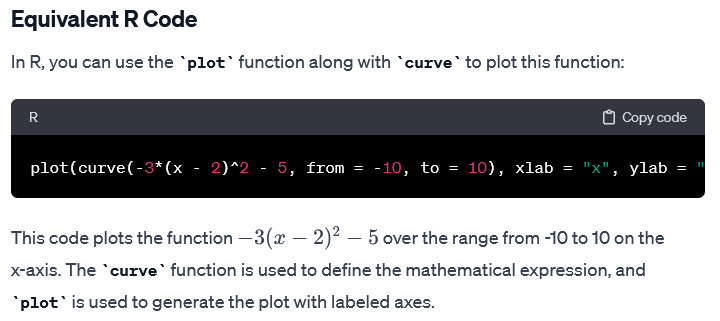 Equivalent R Code
In R, you can use the `plot` function along with `curve` to plot this function:
R
Copy code
plot(curve(-3*(x - 2)^2 - 5, from = -10, to = 10), xlab = "x", ylab = "
This code plots the function −3(x − 2)² − 5 over the range from -10 to 10 on the
x-axis. The `curve` function is used to define the mathematical expression, and
`plot` is used to generate the plot with labeled axes.